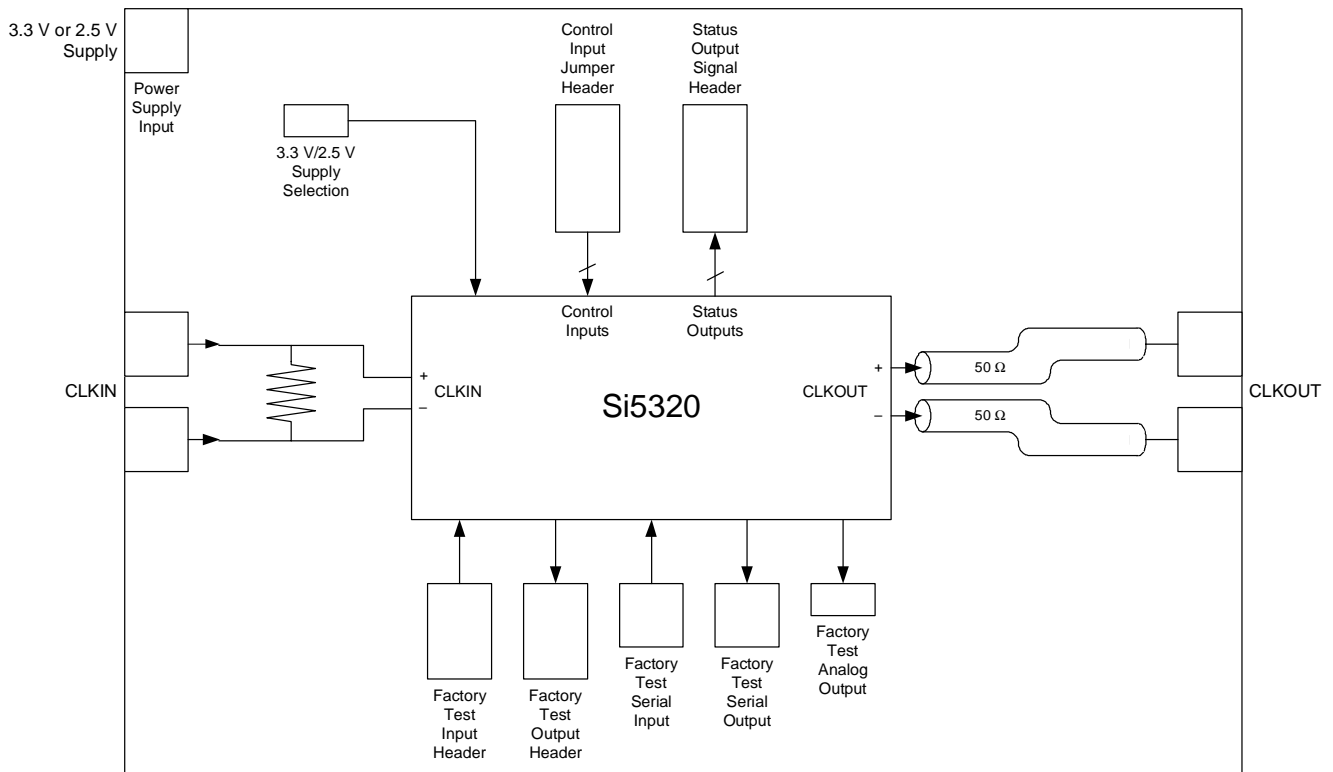 3.3 V or 2.5 V
Supply
Power
Supply
Input
3.3 V/2.5 V
Supply
Selection
Control
Input
Jumper
Header
Status
Output
Signal
Header
Control
Inputs
Status
Outputs
CLKIN
+
CLKIN
–
Si5320
+
CLKOUT
–
50 Ω
50 Ω
CLKOUT
Factory
Test
Input
Header
Factory
Test
Output
Header
Factory
Test
Serial
Input
Factory
Test
Serial
Output
Factory
Test
Analog
Output